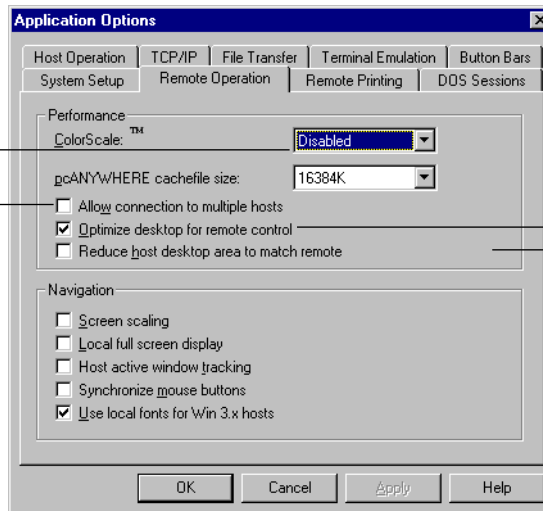 Application Options
Host Operation TCP/IP File Transfer Terminal Emulation Button Bars
System Setup Remote Operation Remote Printing DOS Sessions
Performance
ColorScale: ™ Disabled
pcANYWHERE cachefile size: 16384K
Allow connection to multiple hosts
Optimize desktop for remote control
Reduce host desktop area to match remote
Navigation
Screen scaling
Local full screen display
Host active window tracking
Synchronize mouse buttons
Use local fonts for Win 3.x hosts
OK Cancel Apply Help